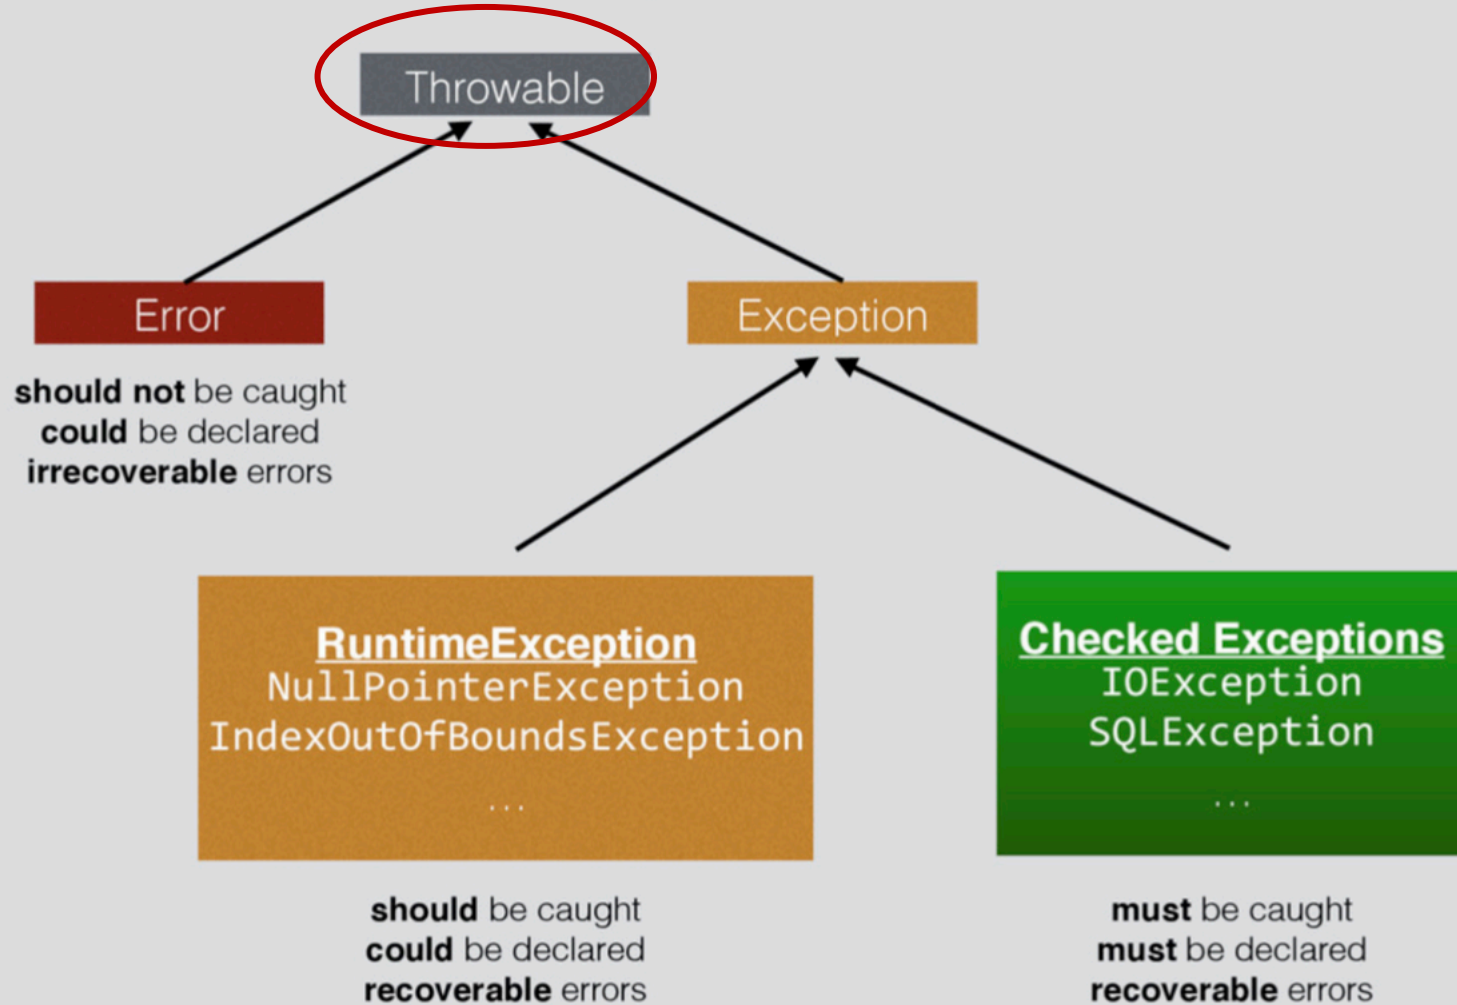 Throwable
Error
Exception
should not be caught
could be declared
irrecoverable errors
RuntimeException
NullPointerException
IndexOutOfBoundsException
...
should be caught
could be declared
recoverable errors
Checked Exceptions
IOException
SQLException
...
must be caught
must be declared
recoverable errors